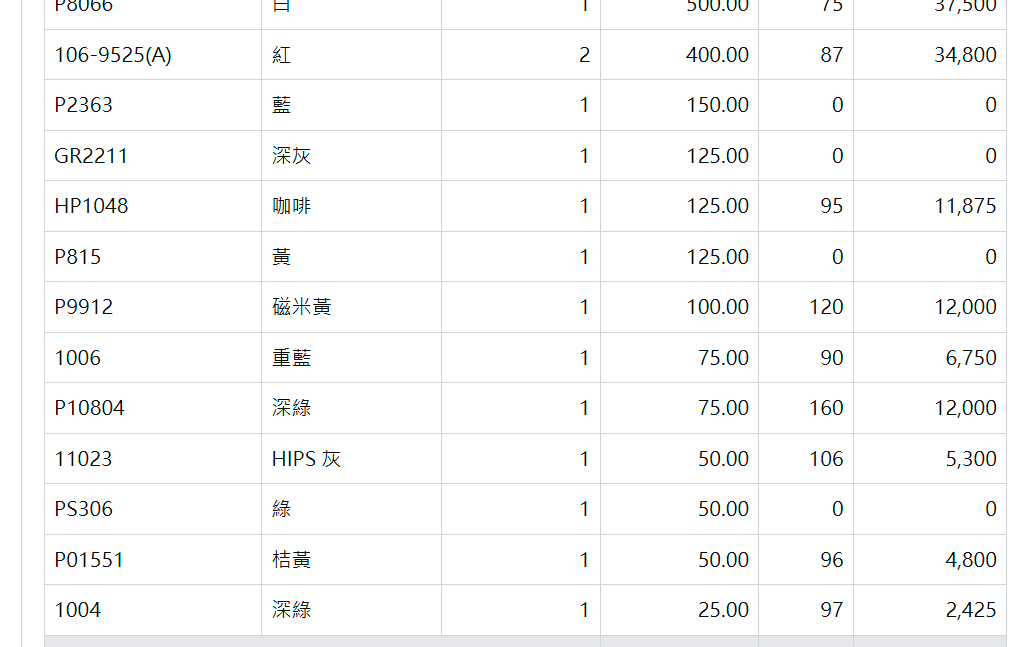 P8066 白 1 500.00 75 37,500
106-9525(A) 紅 2 400.00 87 34,800
P2363 藍 1 150.00 0 0
GR2211 深灰 1 125.00 0 0
HP1048 咖啡 1 125.00 95 11,875
P815 黃 1 125.00 0 0
P9912 磁米黃 1 100.00 120 12,000
1006 重藍 1 75.00 90 6,750
P10804 深綠 1 75.00 160 12,000
11023 HIPS 灰 1 50.00 106 5,300
PS306 綠 1 50.00 0 0
P01551 桔黃 1 50.00 96 4,800
1004 深綠 1 25.00 97 2,425